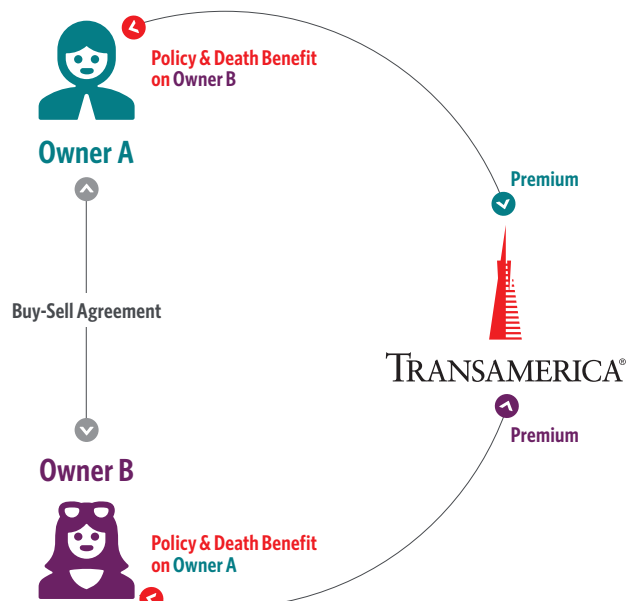 Policy & Death Benefit
on Owner B
Owner A
Premium
Buy-Sell Agreement
TRANSAMERICA®
Premium
Owner B
Policy & Death Benefit
on Owner A